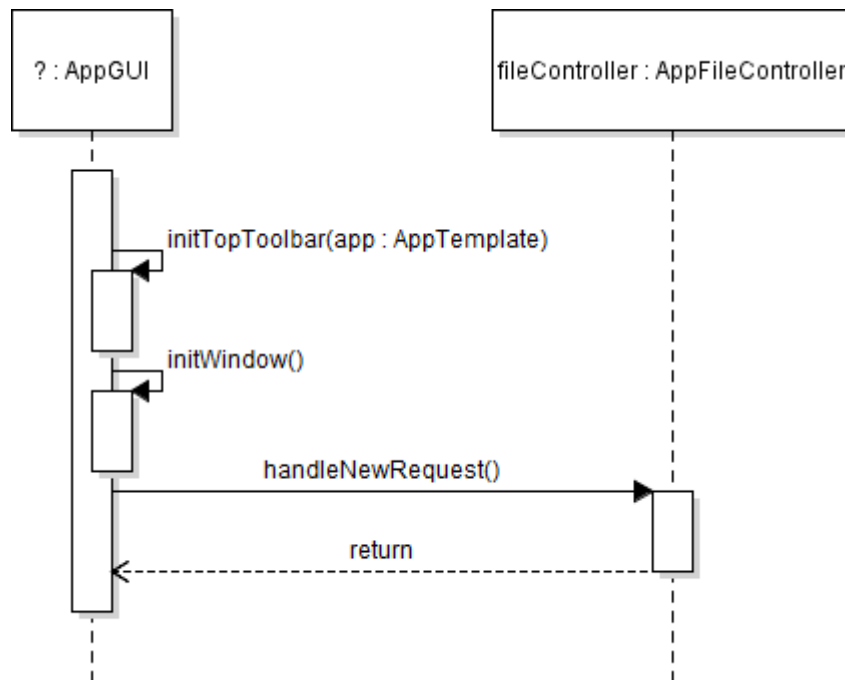 ? : AppGUI
fileController : AppFileController
initTopToolbar(app : AppTemplate)
initWindow()
handleNewRequest()
return